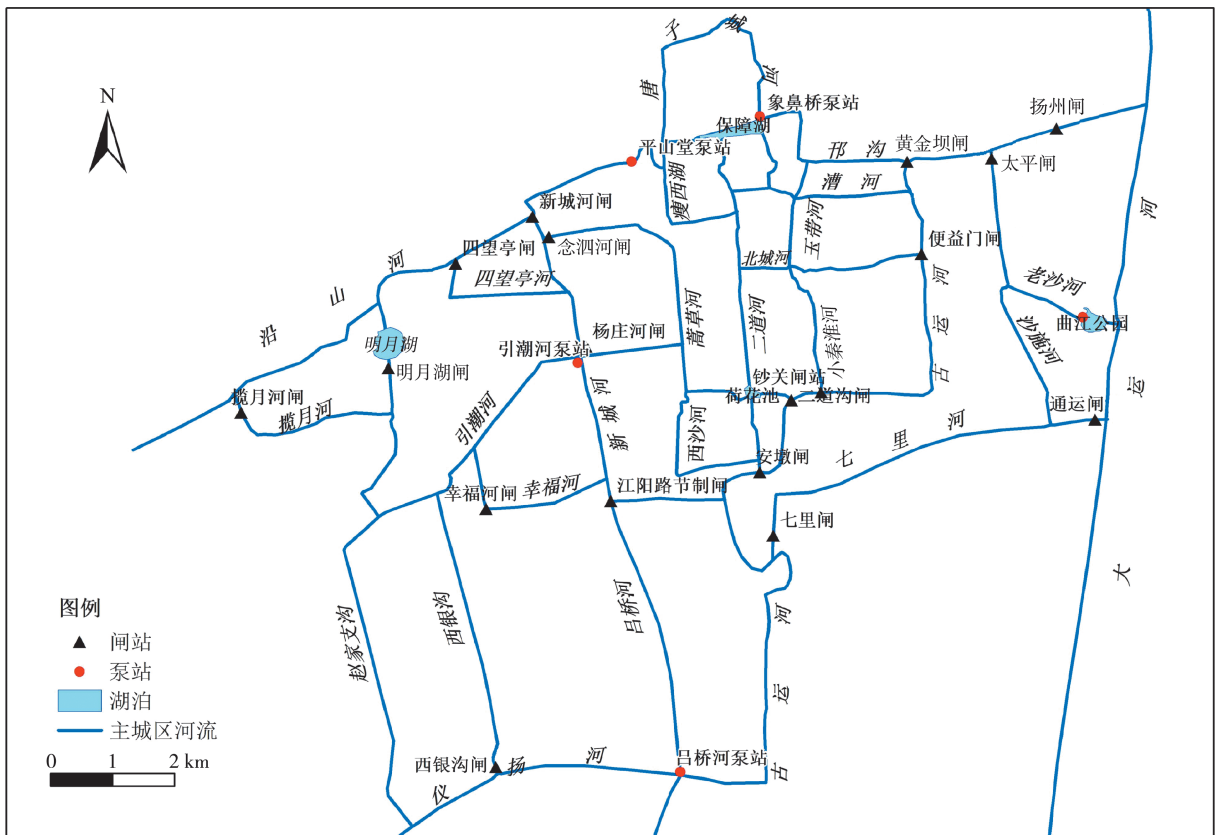 N
唐子城河
象鼻桥泵站
保障湖
扬州闸
平山堂泵站
邗沟
黄金坝闸
太平闸
漕河
瘦西湖
新城河闸
玉带河
河
四望亭闸
念泗河闸
便益门闸
北城河
四望亭河
老沙河
沿山河
蒿草河
二道河
小秦淮河
古运河
沙施河
曲江公园
杨庄河闸
引潮河泵站
明月湖
明月湖闸
钞关闸站
荷花池
二道沟闸
揽月河闸
揽月河
引潮河
新城河
西沙河
通运闸
七里河
安墩闸
幸福河闸
幸福河
江阳路节制闸
七里闸
大运
赵家支沟
西银沟
吕桥河
古运河
西银沟闸
仪扬河
吕桥河泵站
图例
闸站
泵站
湖泊
主城区河流
0 1 2 km